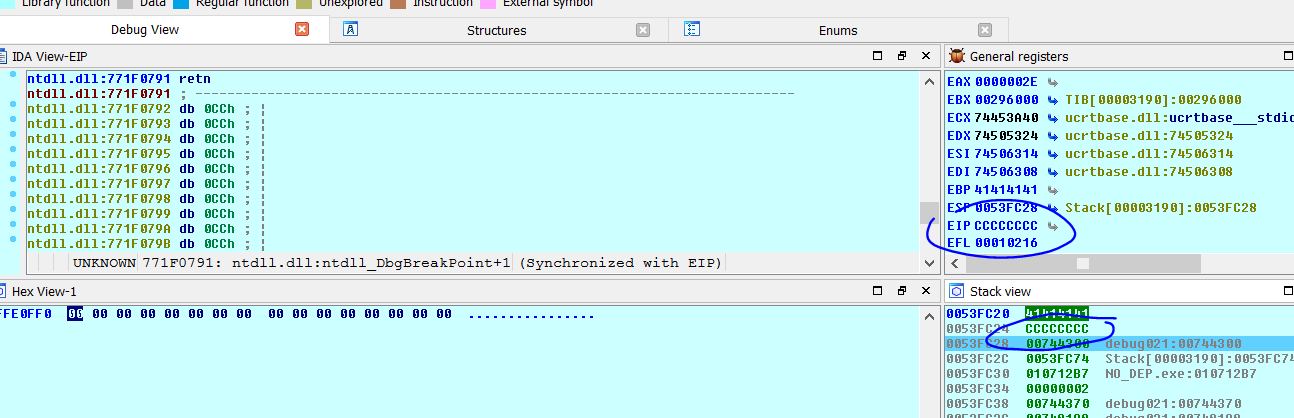 Library function Data Regular function Unexplored Instruction External symbol
Debug View Structures Enums
IDA View-EIP
ntdll.dll:771F0791 retn
ntdll.dll:771F0791 ; ---------------------------------------------------------------------------
ntdll.dll:771F0792 db 0CCh ; |
ntdll.dll:771F0793 db 0CCh ; |
ntdll.dll:771F0794 db 0CCh ; |
ntdll.dll:771F0795 db 0CCh ; |
ntdll.dll:771F0796 db 0CCh ; |
ntdll.dll:771F0797 db 0CCh ; |
ntdll.dll:771F0798 db 0CCh ; |
ntdll.dll:771F0799 db 0CCh ; |
ntdll.dll:771F079A db 0CCh ; |
ntdll.dll:771F079B db 0CCh ; |
UNKNOWN 771F0791: ntdll.dll:ntdll_DbgBreakPoint+1 (Synchronized with EIP)
General registers
EAX 0000002E
EBX 00296000 TIB[00003190]:00296000
ECX 74453A40 ucrtbase.dll:ucrtbase___stdio
EDX 74505324 ucrtbase.dll:74505324
ESI 74506314 ucrtbase.dll:74506314
EDI 74506308 ucrtbase.dll:74506308
EBP 41414141
ESP 0053FC28 Stack[00003190]:0053FC28
EIP CCCCCCCC
EFL 00010216
Hex View-1
FFE0FF0 00 00 00 00 00 00 00 00 00 00 00 00 00 00 00 00 ................
Stack view
0053FC20 41414141
0053FC24 CCCCCCCC
0053FC28 00744300 debug021:00744300
0053FC2C 0053FC74 Stack[00003190]:0053FC74
0053FC30 010712B7 NO_DEP.exe:010712B7
0053FC34 00000002
0053FC38 00744370 debug021:00744370